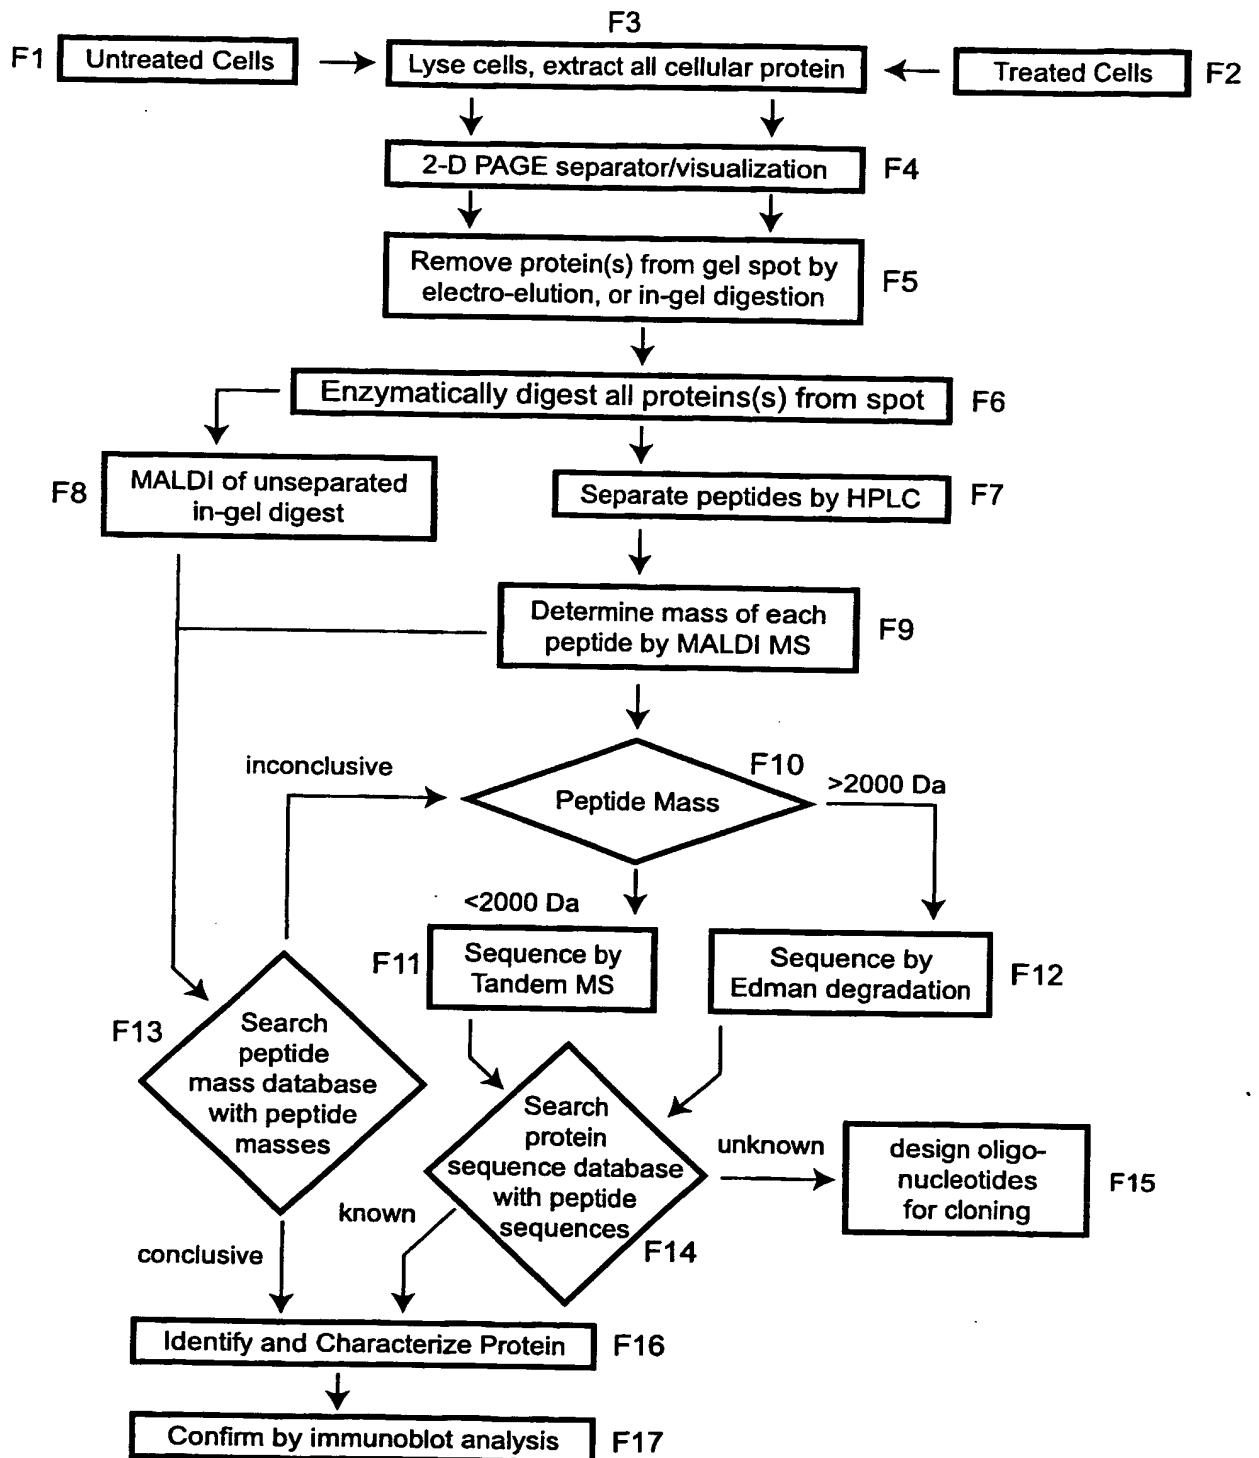 F3
F1
Untreated Cells
Lyse cells, extract all cellular protein
Treated Cells
F2
2-D PAGE separator/visualization
F4
Remove protein(s) from gel spot by
electro-elution, or in-gel digestion
F5
Enzymatically digest all proteins(s) from spot
F6
F8
MALDI of unseparated
in-gel digest
Separate peptides by HPLC
F7
Determine mass of each
peptide by MALDI MS
F9
inconclusive
F10
Peptide Mass
>2000 Da
<2000 Da
F11
Sequence by
Tandem MS
Sequence by
Edman degradation
F12
F13
Search
peptide
mass database
with peptide
masses
Search
protein
sequence database
with peptide
sequences
F14
unknown
design oligo-
nucleotides
for cloning
F15
known
conclusive
Identify and Characterize Protein
F16
Confirm by immunoblot analysis
F17